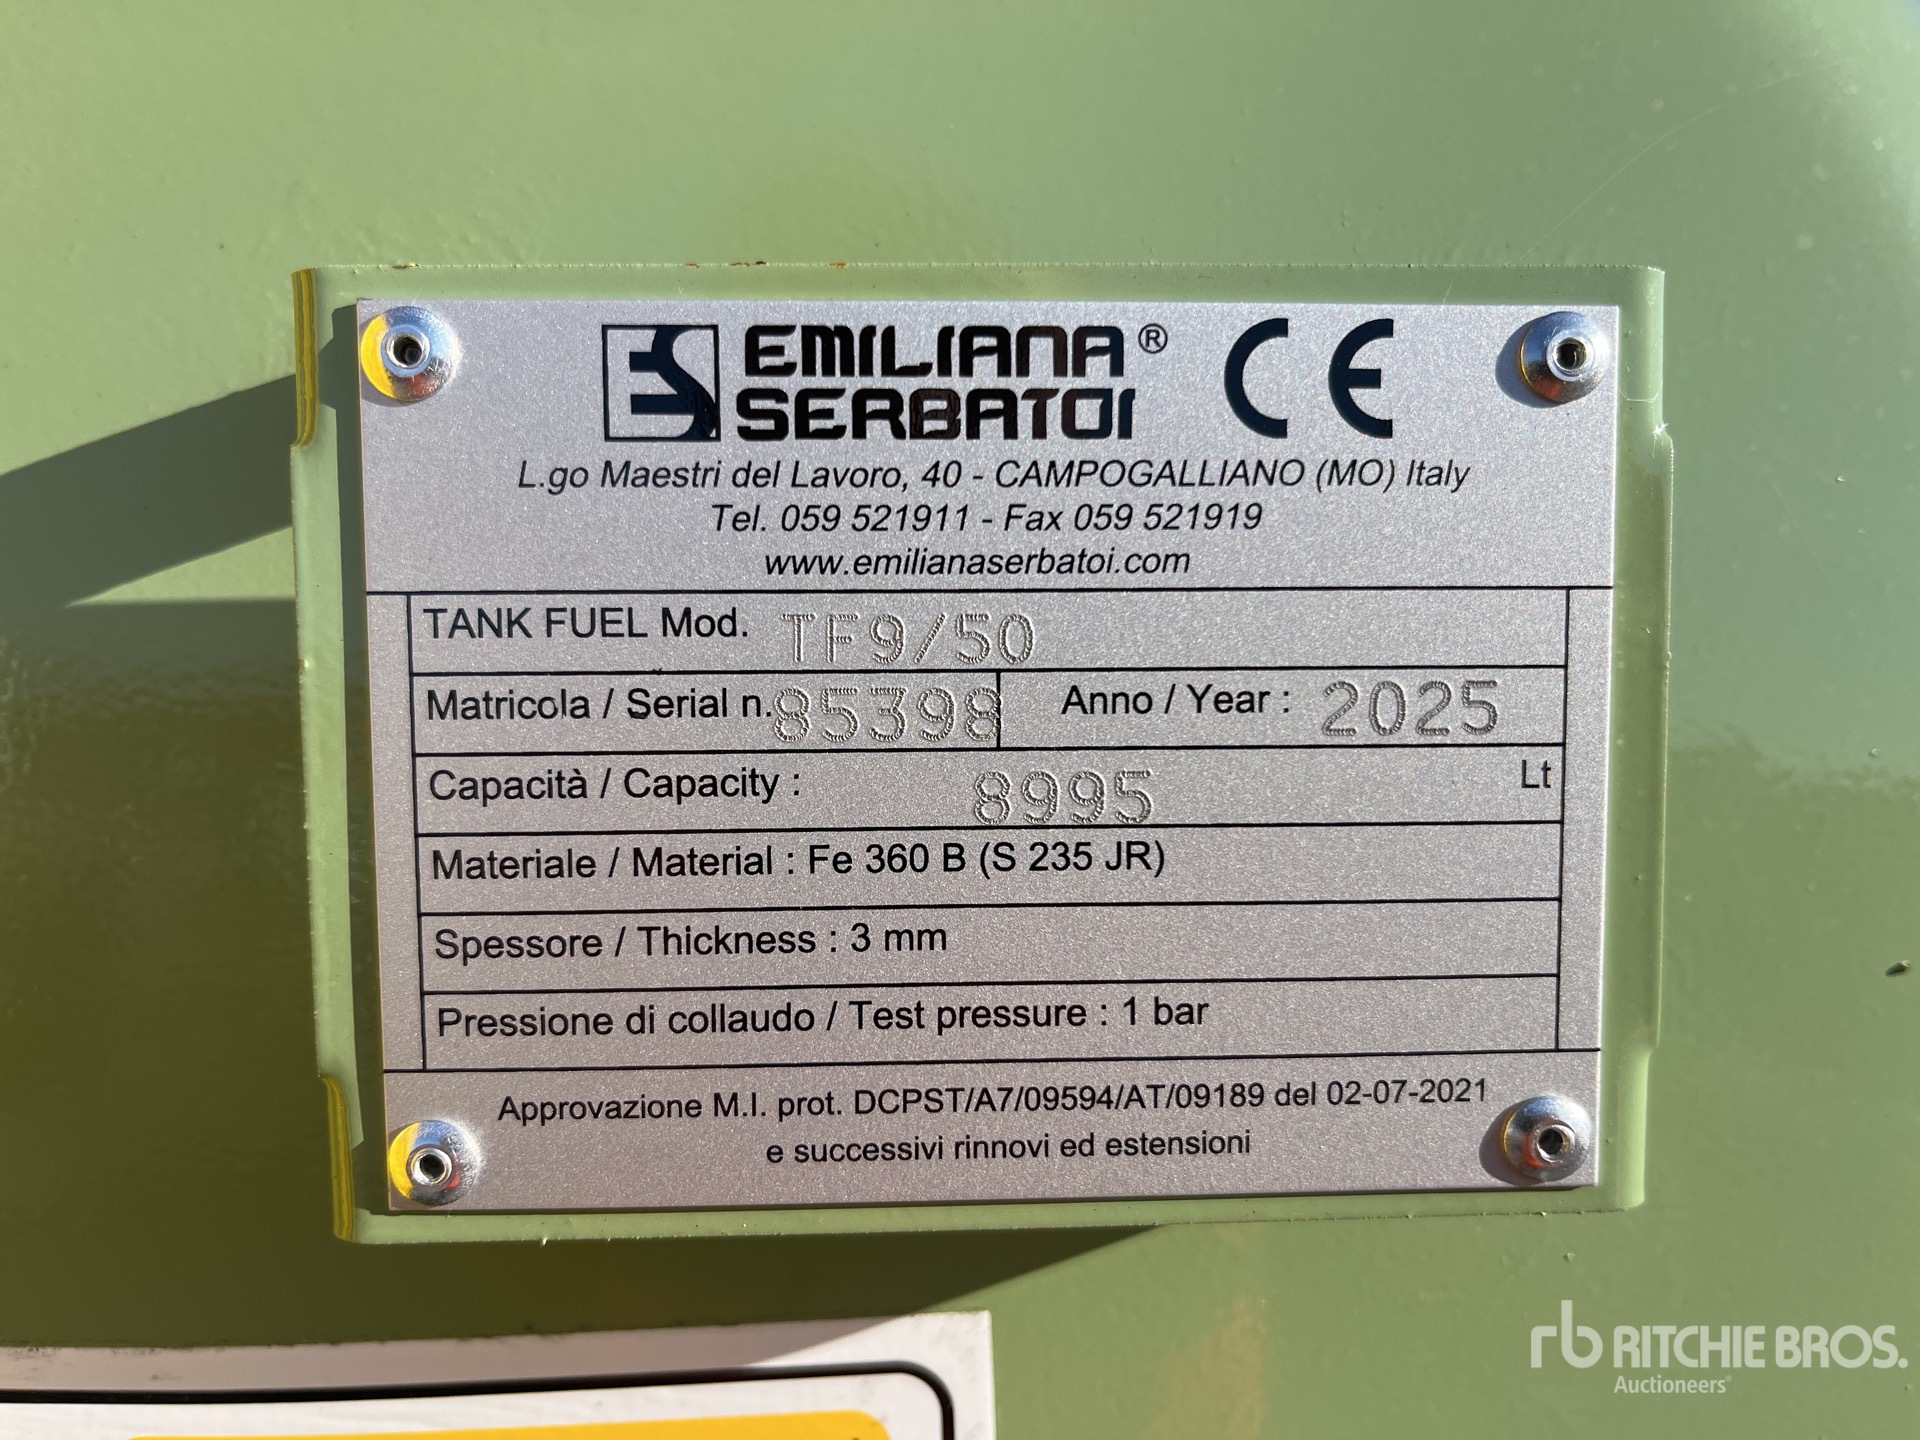 ES EMILIANA® CE
SERBATOI
L.go Maestri del Lavoro, 40 - CAMPOGALLIANO (MO) Italy
Tel. 059 521911 - Fax 059 521919
www.emilianaserbatoi.com
TANK FUEL Mod. TF9/50
Matricola / Serial n. 85398 Anno / Year : 2025
Capacità / Capacity : 8995 Lt
Materiale / Material : Fe 360 B (S 235 JR)
Spessore / Thickness : 3 mm
Pressione di collaudo / Test pressure : 1 bar
Approvazione M.I. prot. DCPST/A7/09594/AT/09189 del 02-07-2021
e successivi rinnovi ed estensioni
rb RITCHIE BROS.
Auctioneers